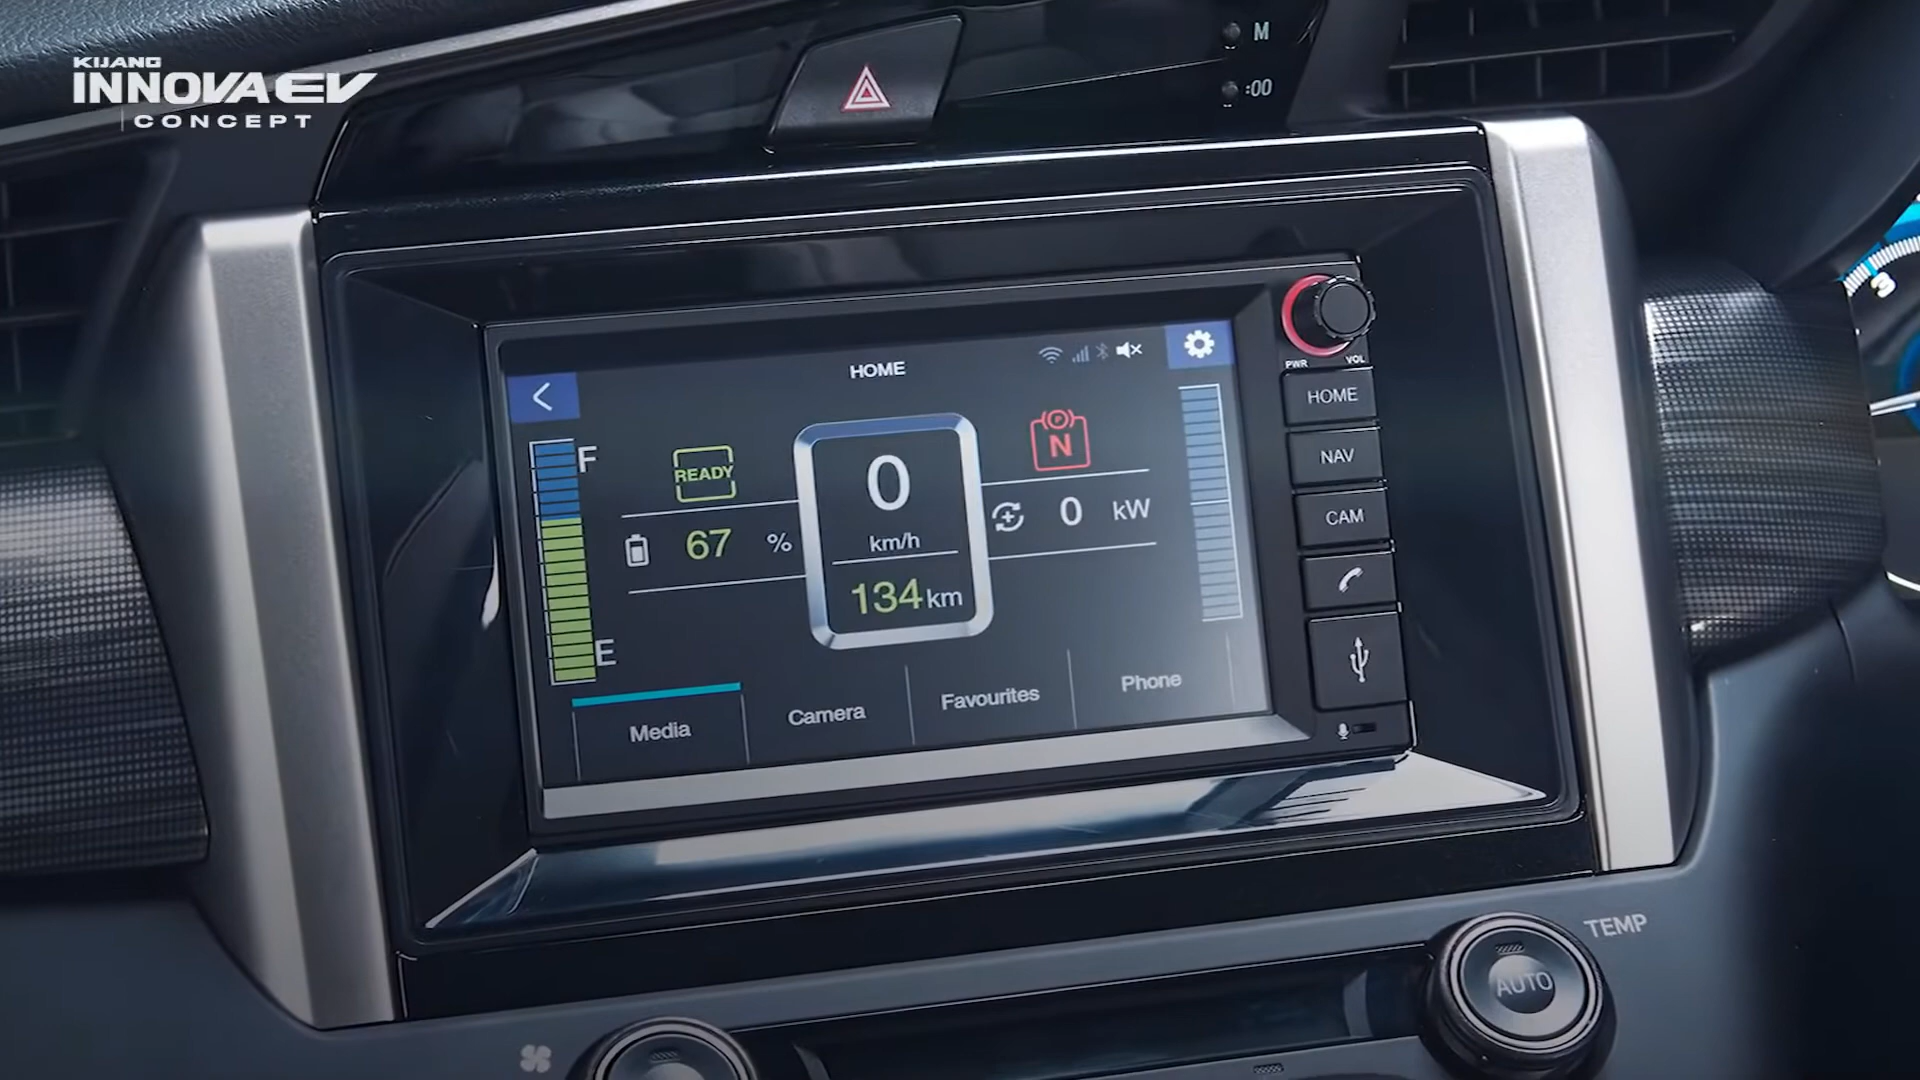 KIJANG
INNOVA EV
CONCEPT
M
:00
3
HOME
PWR VOL
HOME
NAV
CAM
F
READY
67 %
E
0
km/h
134 km
P
N
0 kW
Media
Camera
Favourites
Phone
TEMP
AUTO